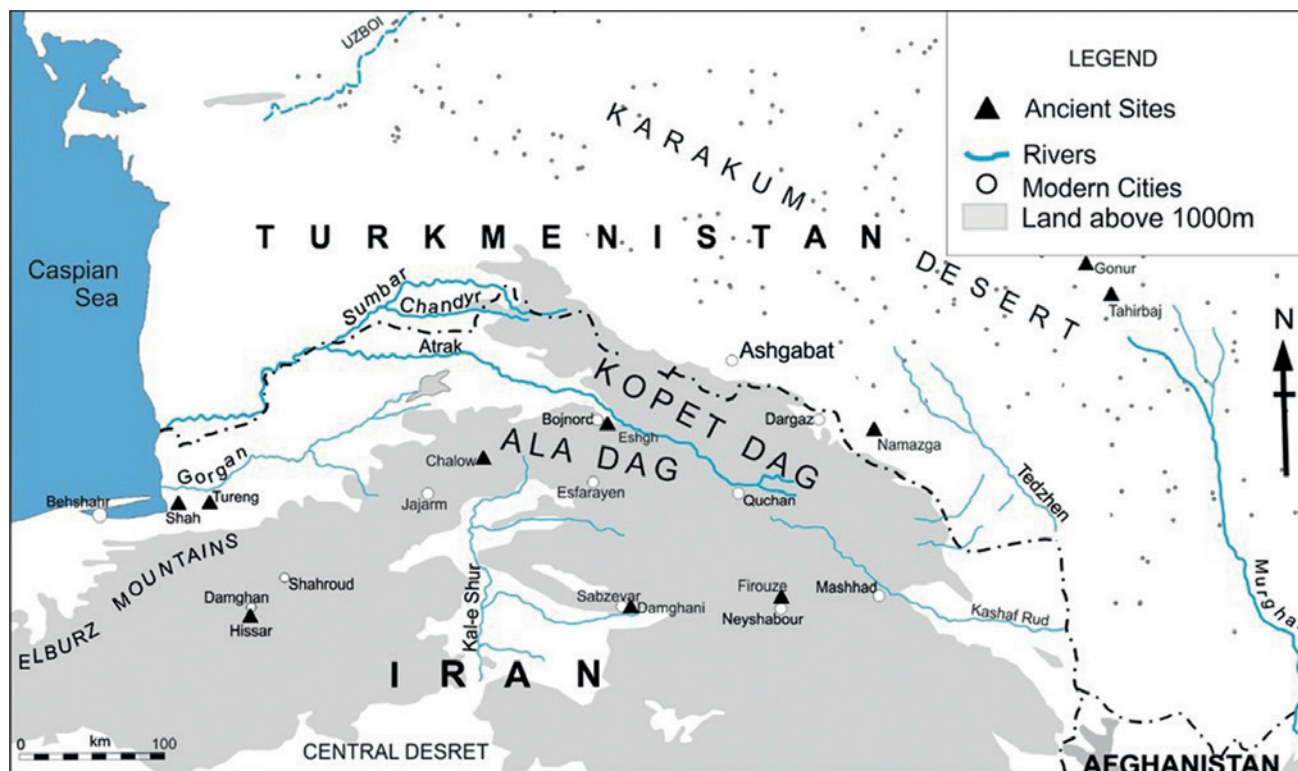 UZBOI
LEGEND
Ancient Sites
Rivers
Modern Cities
Land above 1000m
KARAKUM
DESERT
TURKMENISTAN
Caspian
Sea
Sumbar
Chandyr
Atrak
Gonur
Tahirbaj
N
Ashgabat
KOPET DAG
Bojnord
Eshgh
Dargaz
Namazga
ALA DAG
Chalow
Gorgan
Jajarm
Esfarayen
Quchan
Tedzhen
Behshahr
Shah
Tureng
ELBURZ MOUNTAINS
Shahroud
Damghan
Hissar
Kal-e Shur
Sabzevar
Damghani
Firouze
Neyshabour
Mashhad
Kashaf Rud
Murghab
IRAN
0 km 100
CENTRAL DESRET
AFGHANISTAN